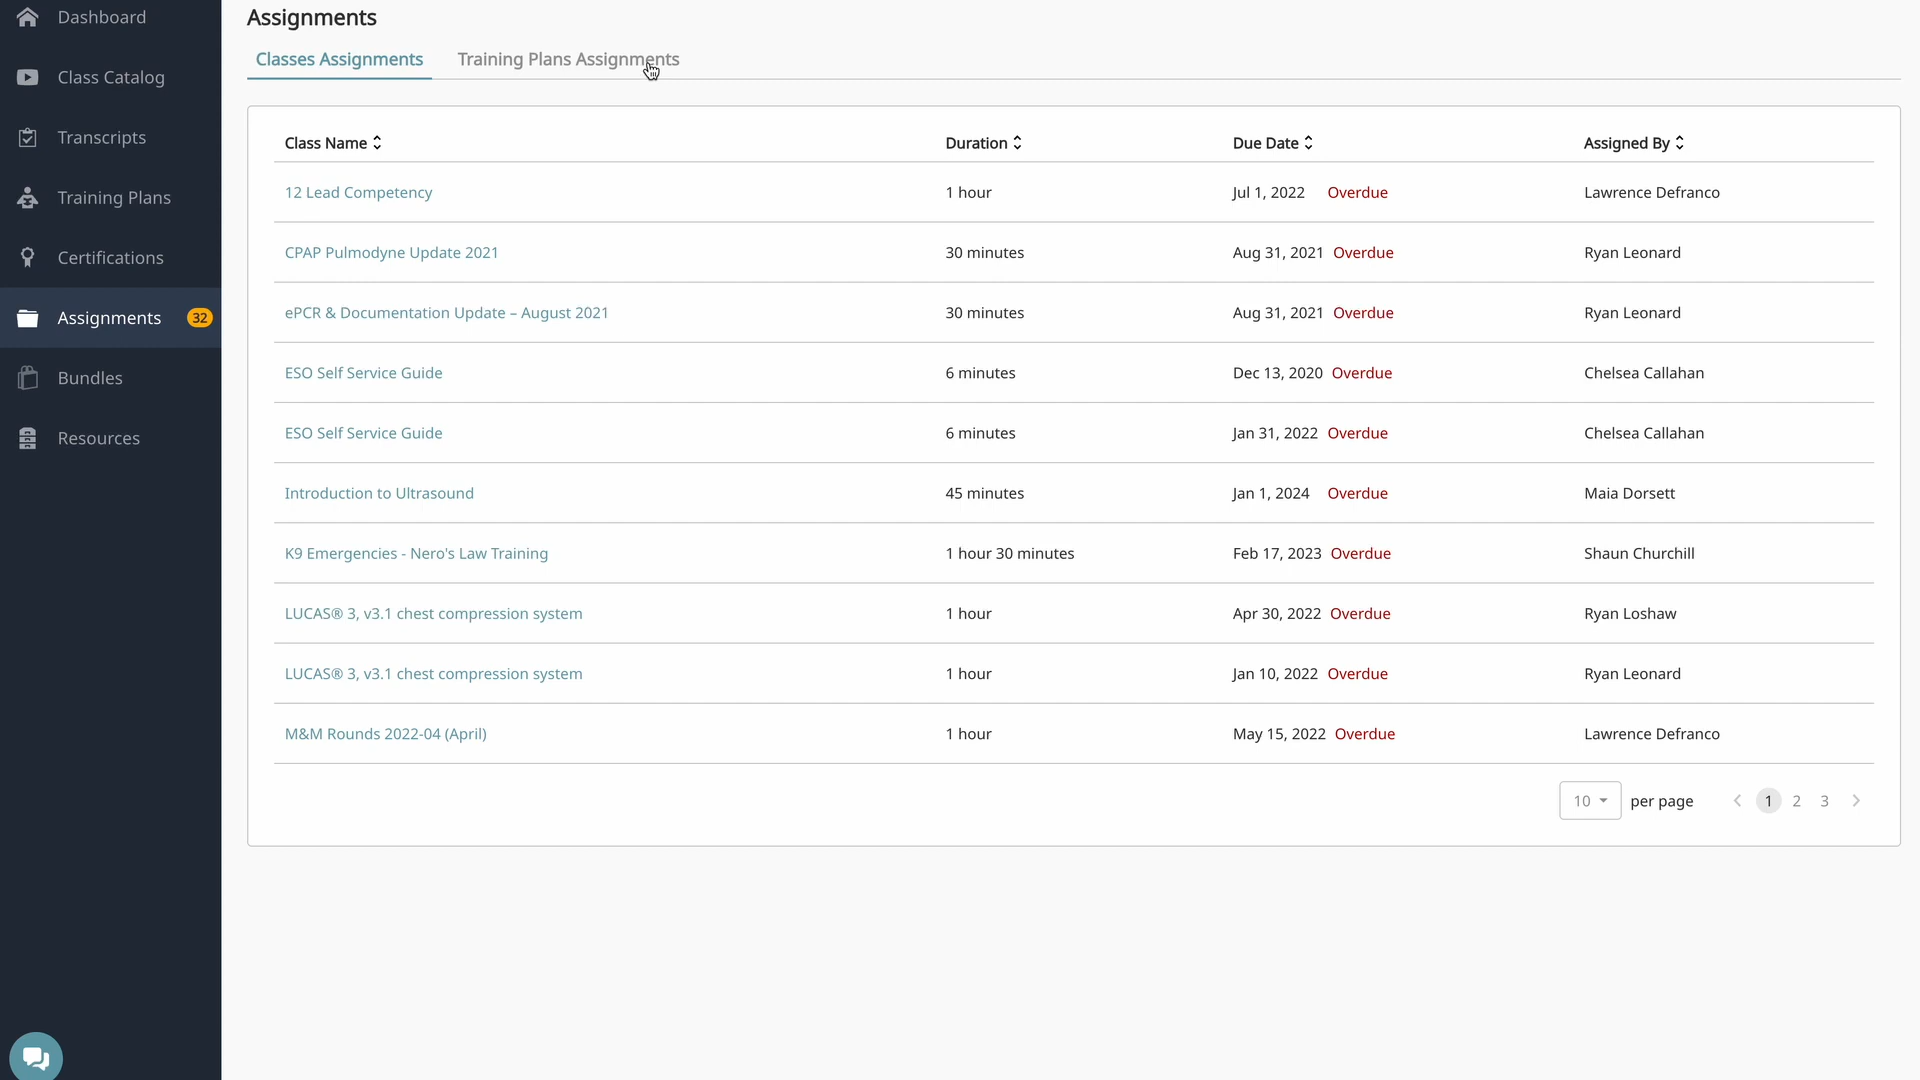 Dashboard
Class Catalog
Transcripts
Training Plans
Certifications
Assignments 32
Bundles
Resources
Assignments
Classes Assignments Training Plans Assignments
Class Name Duration Due Date Assigned By
12 Lead Competency 1 hour Jul 1, 2022 Overdue Lawrence Defranco
CPAP Pulmodyne Update 2021 30 minutes Aug 31, 2021 Overdue Ryan Leonard
ePCR & Documentation Update – August 2021 30 minutes Aug 31, 2021 Overdue Ryan Leonard
ESO Self Service Guide 6 minutes Dec 13, 2020 Overdue Chelsea Callahan
ESO Self Service Guide 6 minutes Jan 31, 2022 Overdue Chelsea Callahan
Introduction to Ultrasound 45 minutes Jan 1, 2024 Overdue Maia Dorsett
K9 Emergencies - Nero's Law Training 1 hour 30 minutes Feb 17, 2023 Overdue Shaun Churchill
LUCAS® 3, v3.1 chest compression system 1 hour Apr 30, 2022 Overdue Ryan Loshaw
LUCAS® 3, v3.1 chest compression system 1 hour Jan 10, 2022 Overdue Ryan Leonard
M&M Rounds 2022-04 (April) 1 hour May 15, 2022 Overdue Lawrence Defranco
10 per page 1 2 3